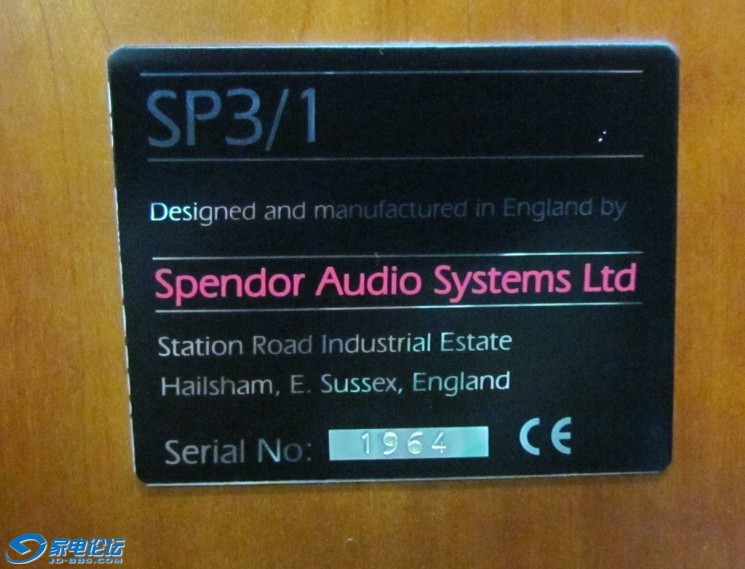 SP3/1
Designed and manufactured in England by
Spendor Audio Systems Ltd
Station Road Industrial Estate
Hailsham, E. Sussex, England
Serial No: 1964 CE
家电论坛
JD-BBS.COM